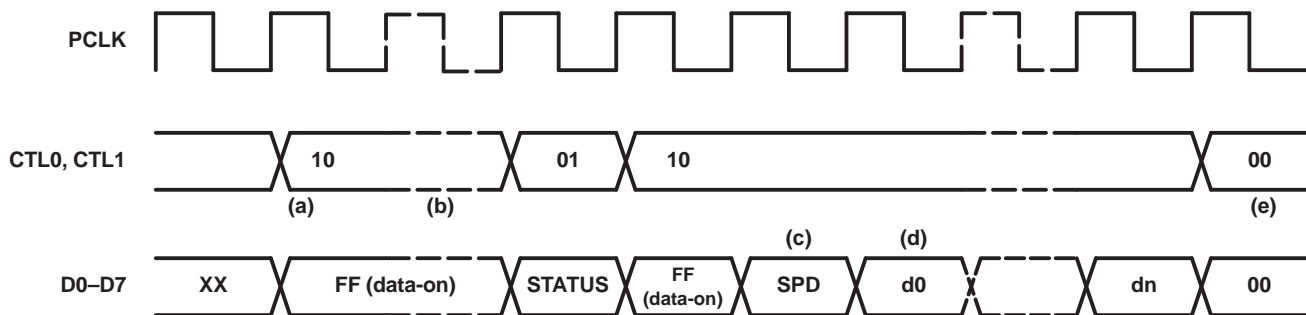 PCLK
CTL0, CTL1
10
01
10
00
(a)
(b)
(e)
(c)
(d)
D0–D7
XX
FF (data-on)
STATUS
FF
(data-on)
SPD
d0
dn
00